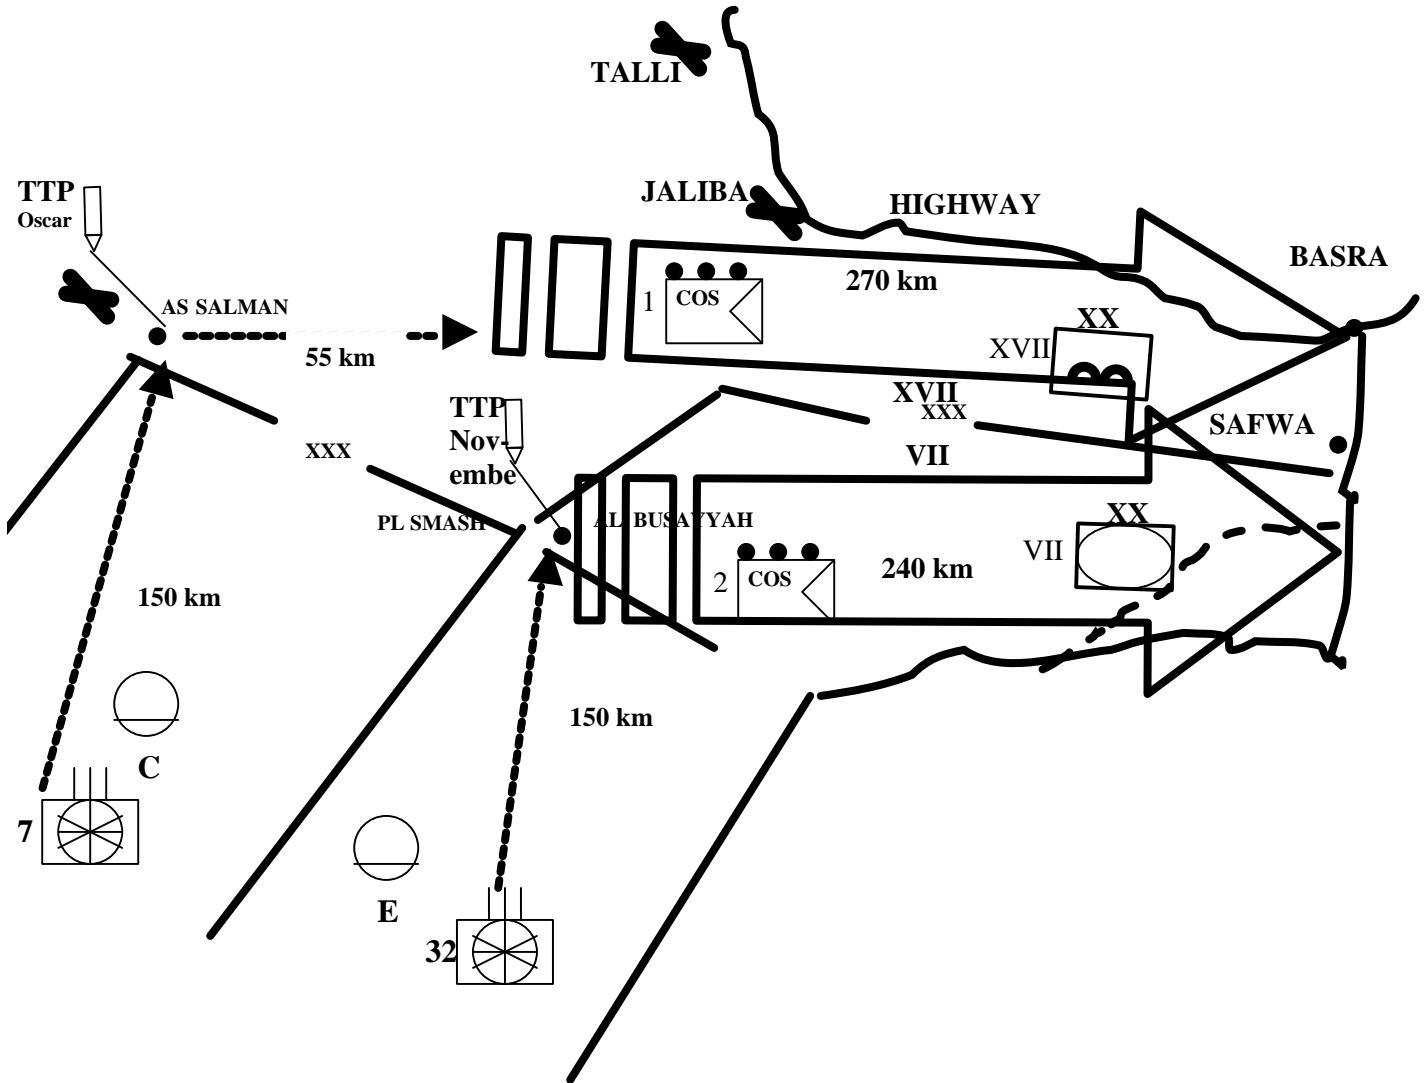 TALLI
TTP
Oscar
JALIBA
HIGHWAY
BASRA
270 km
AS SALMAN
1
COS
XX
XVII
55 km
XVII
XXX
TTP
Nov-
embe
SAFWA
VII
XXX
PL SMASH
AL BUSAYYAH
XX
VII
2
COS
240 km
150 km
150 km
C
7
E
32